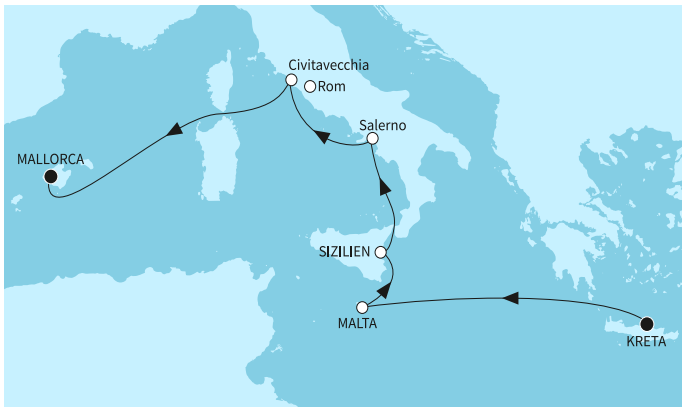 Civitavecchia
Rom
Salerno
MALLORCA
SIZILIEN
MALTA
KRETA